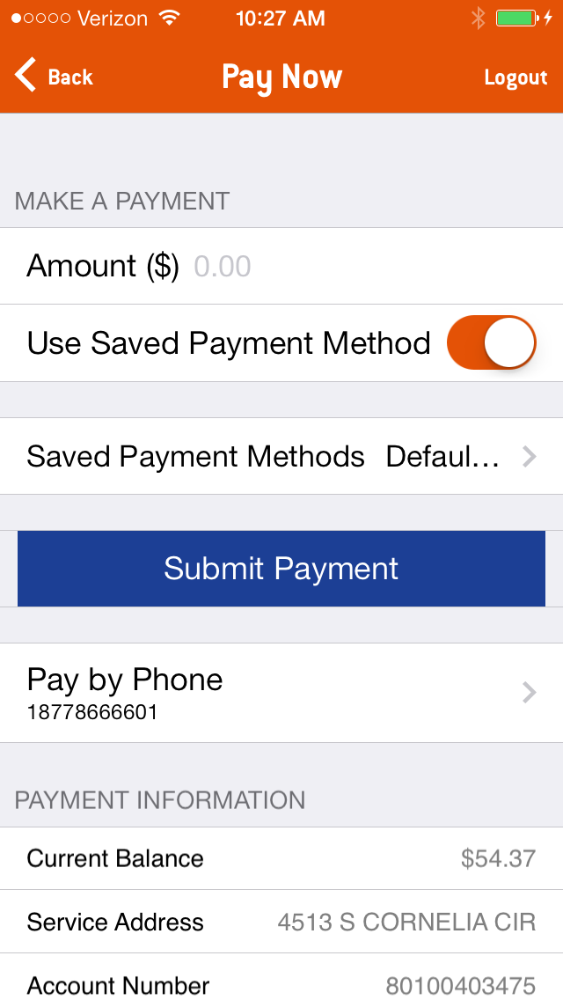 Verizon 10:27 AM
Back Pay Now Logout
MAKE A PAYMENT
Amount ($) 0.00
Use Saved Payment Method
Saved Payment Methods Defaul...
Submit Payment
Pay by Phone
18778666601
PAYMENT INFORMATION
Current Balance $54.37
Service Address 4513 S CORNELIA CIR
Account Number 80100403475